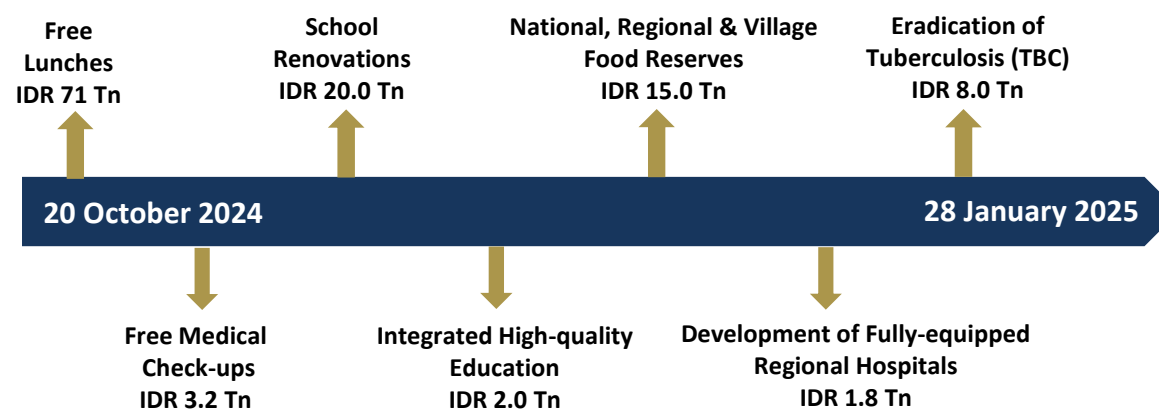 Free
Lunches
IDR 71 Tn
School
Renovations
IDR 20.0 Tn
National, Regional & Village
Food Reserves
IDR 15.0 Tn
Eradication of
Tuberculosis (TBC)
IDR 8.0 Tn
20 October 2024
28 January 2025
Free Medical
Check-ups
IDR 3.2 Tn
Integrated High-quality
Education
IDR 2.0 Tn
Development of Fully-equipped
Regional Hospitals
IDR 1.8 Tn